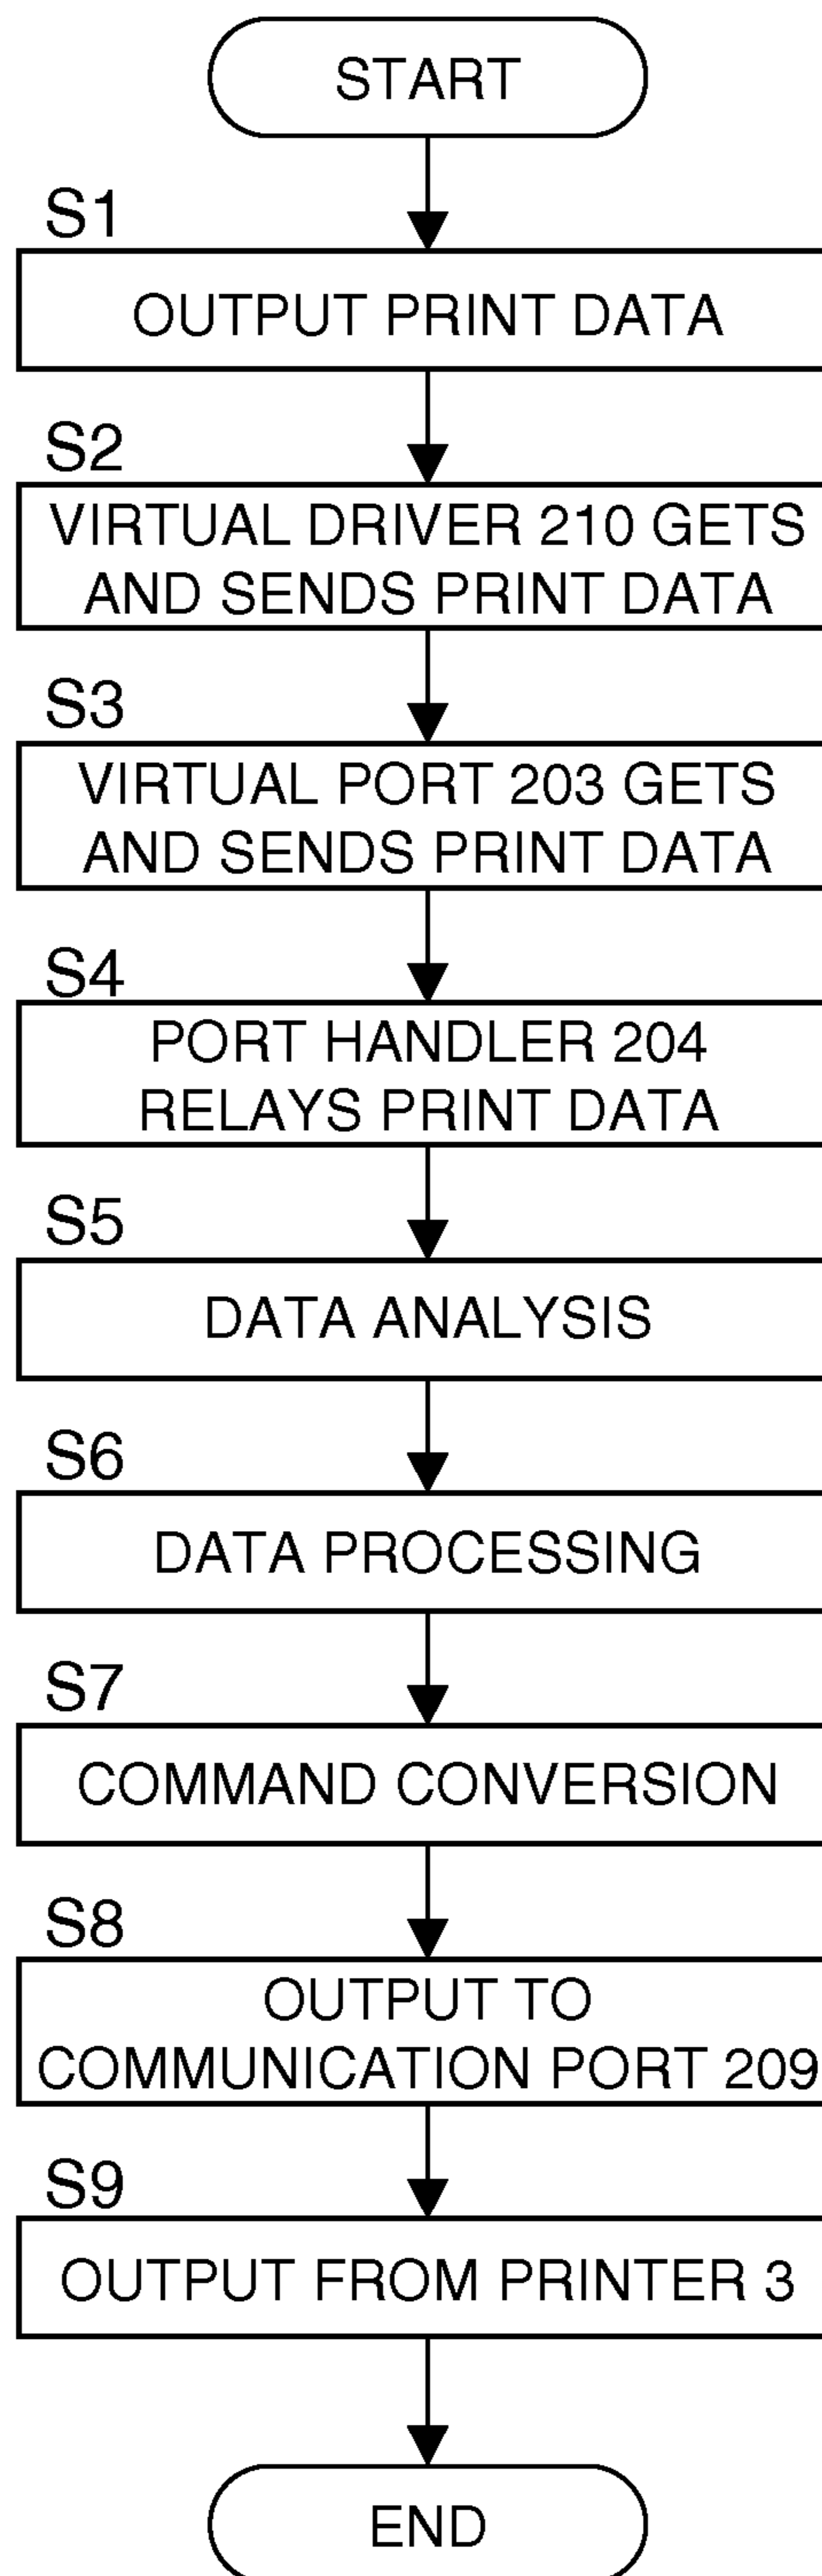 START
S1
OUTPUT PRINT DATA
S2
VIRTUAL DRIVER 210 GETS
AND SENDS PRINT DATA
S3
VIRTUAL PORT 203 GETS
AND SENDS PRINT DATA
S4
PORT HANDLER 204
RELAYS PRINT DATA
S5
DATA ANALYSIS
S6
DATA PROCESSING
S7
COMMAND CONVERSION
S8
OUTPUT TO
COMMUNICATION PORT 209
S9
OUTPUT FROM PRINTER 3
END